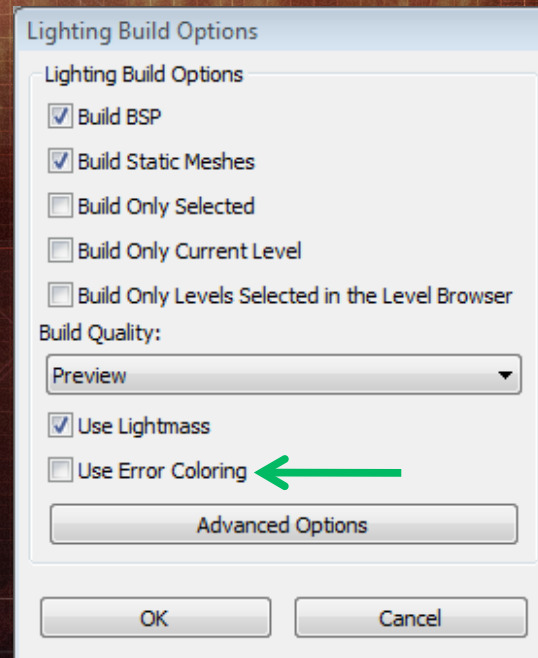 Lighting Build Options
Lighting Build Options
Build BSP
Build Static Meshes
Build Only Selected
Build Only Current Level
Build Only Levels Selected in the Level Browser
Build Quality:
Preview
Use Lightmass
Use Error Coloring
Advanced Options
OK
Cancel